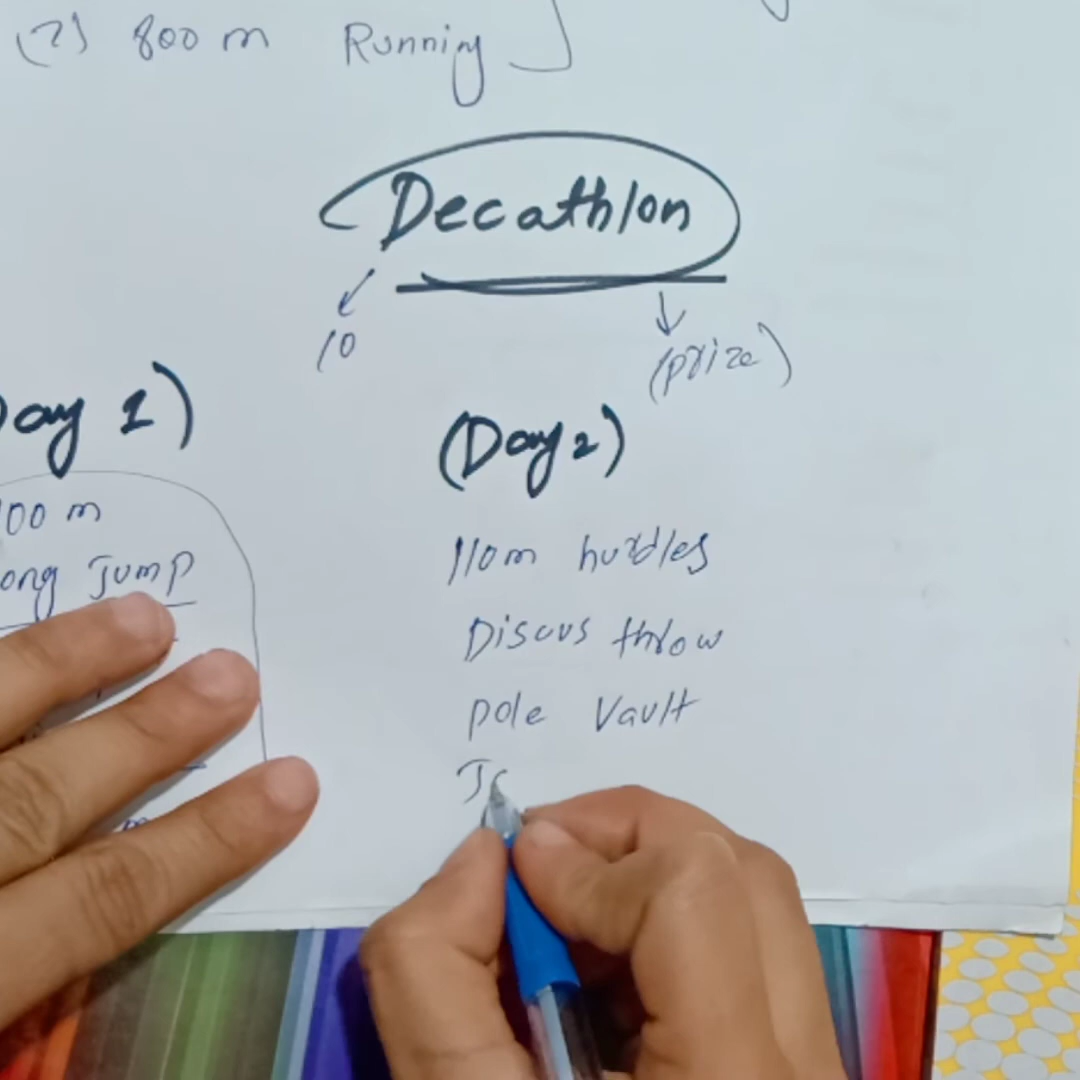 (7) 800 m Running
Decathlon
10
(prize)
Day 1)
(Day 2)
00 m
ong Jump
110m hurdles
Discus throw
pole Vault